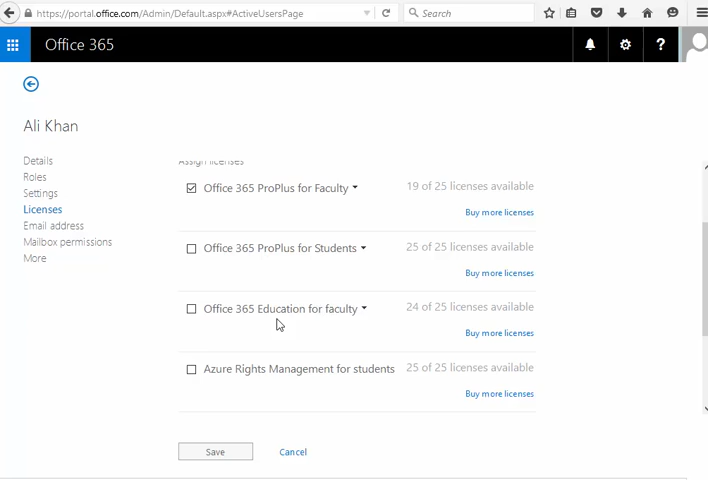 https://portal.office.com/Admin/Default.aspx#ActiveUsersPage
Search
Office 365
?
Ali Khan
Details
Roles
Settings
Licenses
Email address
Mailbox permissions
More
Assign licenses
Office 365 ProPlus for Faculty
19 of 25 licenses available
Buy more licenses
Office 365 ProPlus for Students
25 of 25 licenses available
Buy more licenses
Office 365 Education for faculty
24 of 25 licenses available
Buy more licenses
Azure Rights Management for students
25 of 25 licenses available
Buy more licenses
Save
Cancel